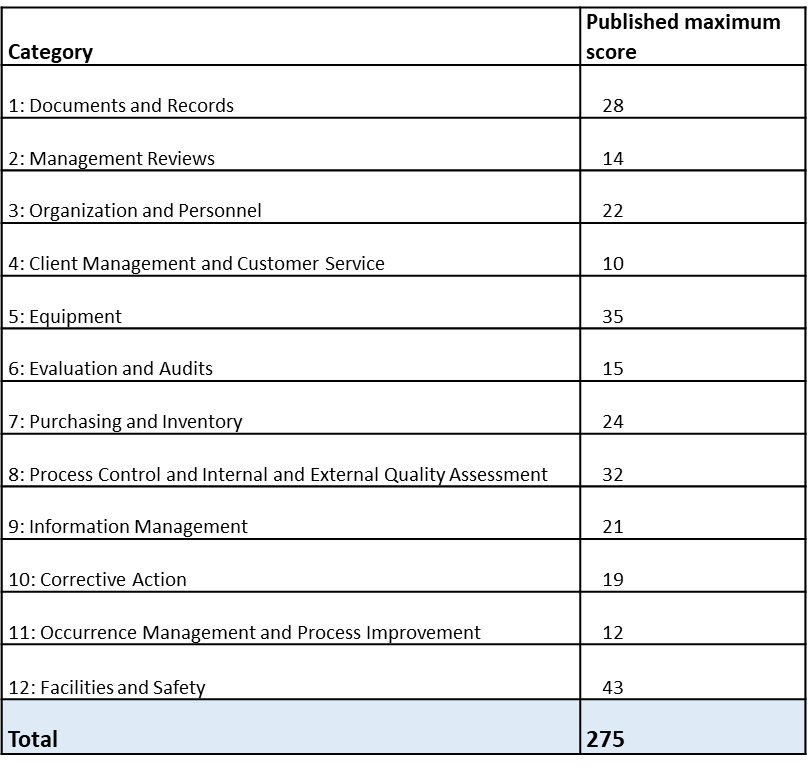 Category Published maximum
score
1: Documents and Records 28
2: Management Reviews 14
3: Organization and Personnel 22
4: Client Management and Customer Service 10
5: Equipment 35
6: Evaluation and Audits 15
7: Purchasing and Inventory 24
8: Process Control and Internal and External Quality Assessment 32
9: Information Management 21
10: Corrective Action 19
11: Occurrence Management and Process Improvement 12
12: Facilities and Safety 43
Total 275